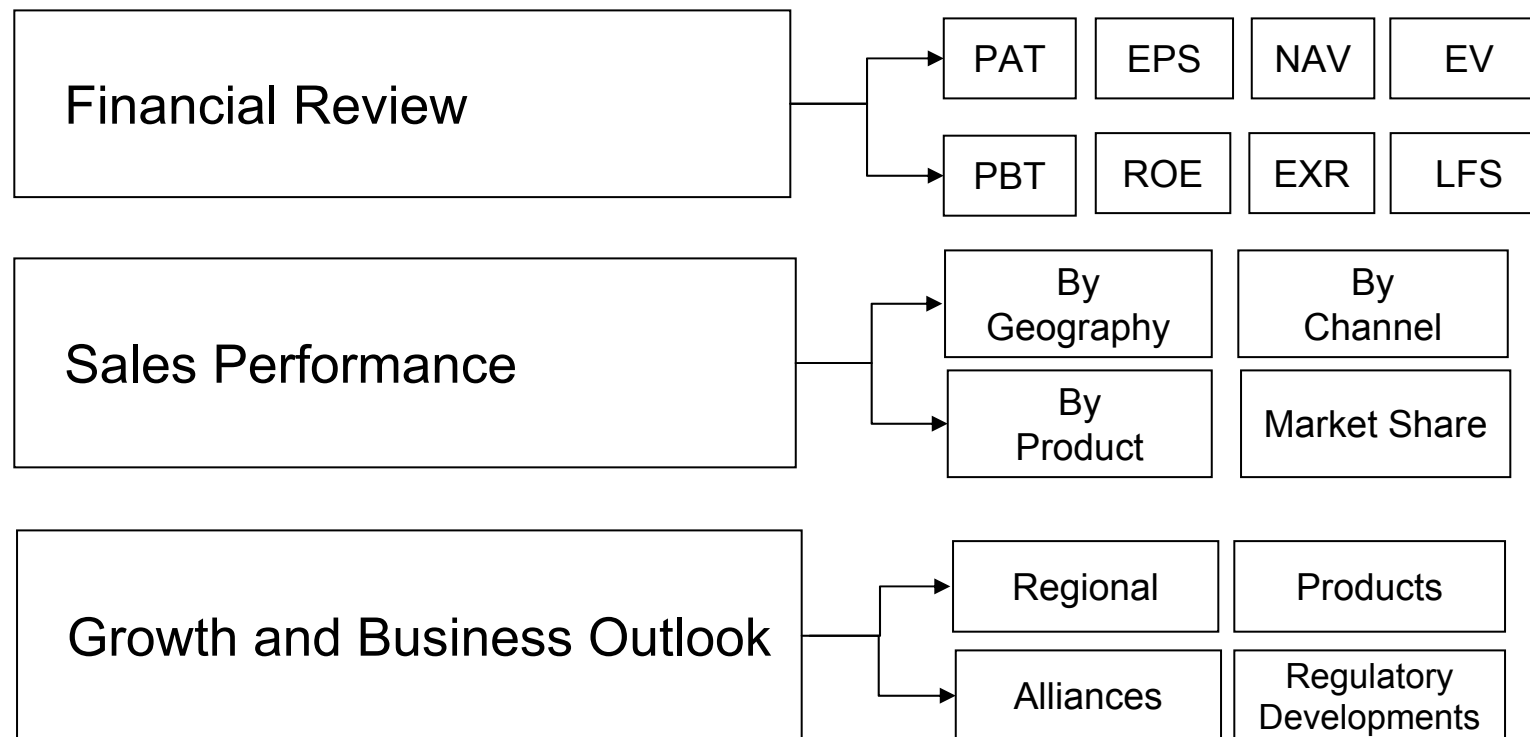 Financial Review
PAT
EPS
NAV
EV
PBT
ROE
EXR
LFS
Sales Performance
By
Geography
By
Channel
By
Product
Market Share
Growth and Business Outlook
Regional
Products
Alliances
Regulatory
Developments